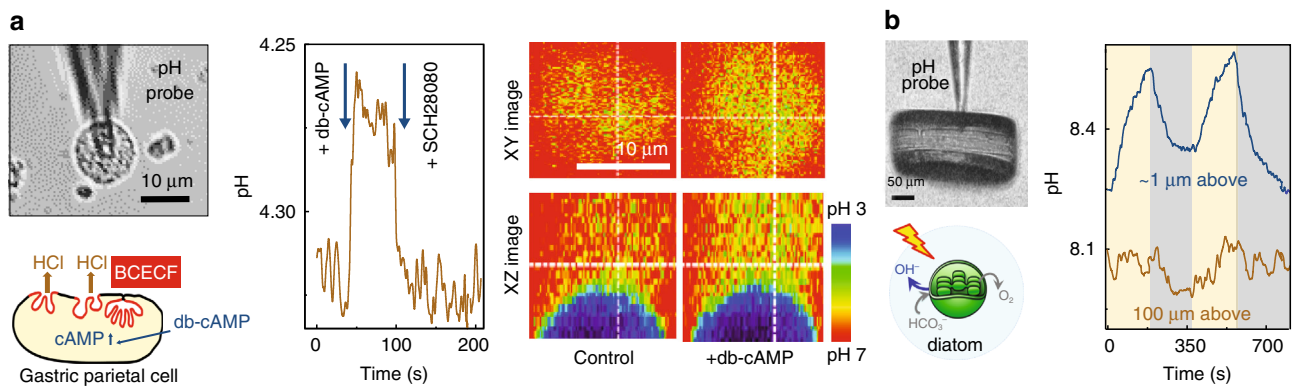 a
pH
probe
10 μm
HCl HCl BCECF
cAMP
db-cAMP
Gastric parietal cell
4.25
4.30
pH
+ db-cAMP
+ SCH28080
0 100 200
Time (s)
XY image
10 μm
XZ image
pH 3
pH 7
Control
+db-cAMP
b
pH
probe
50 μm
OH⁻
O₂
HCO₃⁻
diatom
8.4
8.1
pH
~1 μm above
100 μm above
0 350 700
Time (s)